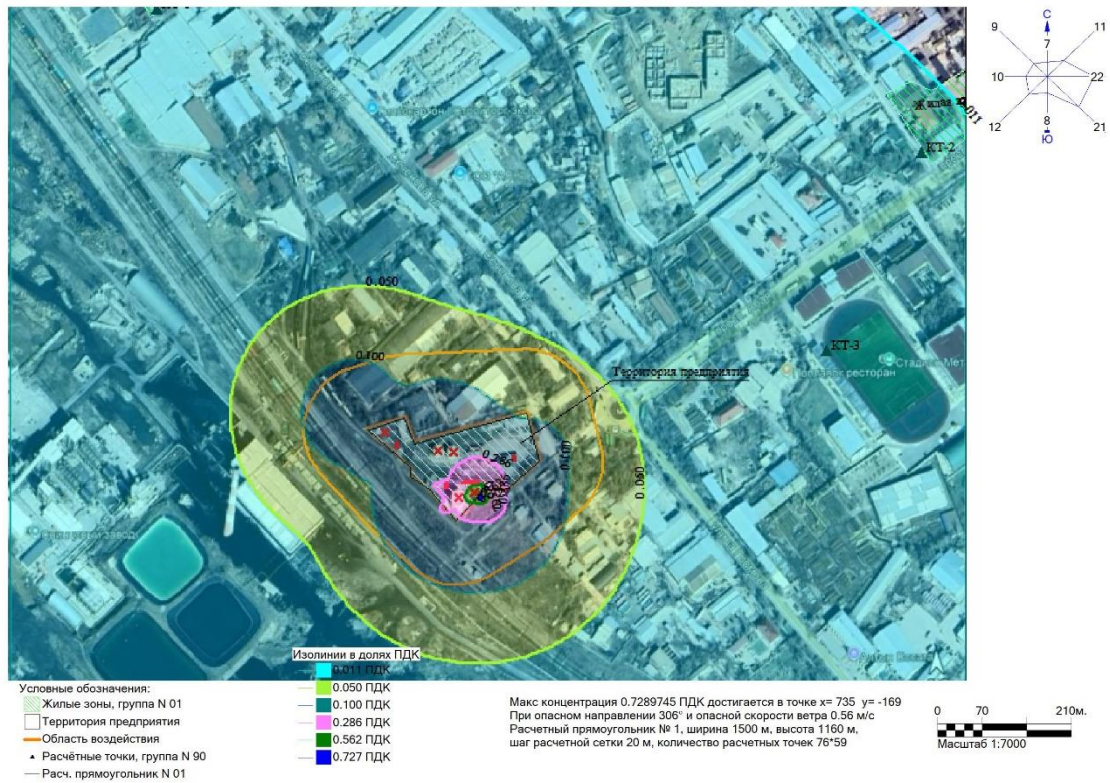 С
9
7
11
10
22
12
8
21
Ю
Жилая
0.011
КТ-2
0.050
КТ-3
0.100
Территория предприятия
0.286
0.100
0.050
Условные обозначения:
Жилые зоны, группа N 01
Территория предприятия
Область воздействия
Расчётные точки, группа N 90
Расч. прямоугольник N 01
Изолинии в долях ПДК
0.011 ПДК
0.050 ПДК
0.100 ПДК
0.286 ПДК
0.562 ПДК
0.727 ПДК
Макс концентрация 0.7289745 ПДК достигается в точке x= 735 y= -169
При опасном направлении 306° и опасной скорости ветра 0.56 м/с
Расчетный прямоугольник № 1, ширина 1500 м, высота 1160 м,
шаг расчетной сетки 20 м, количество расчетных точек 76*59
0 70 210м.
Масштаб 1:7000